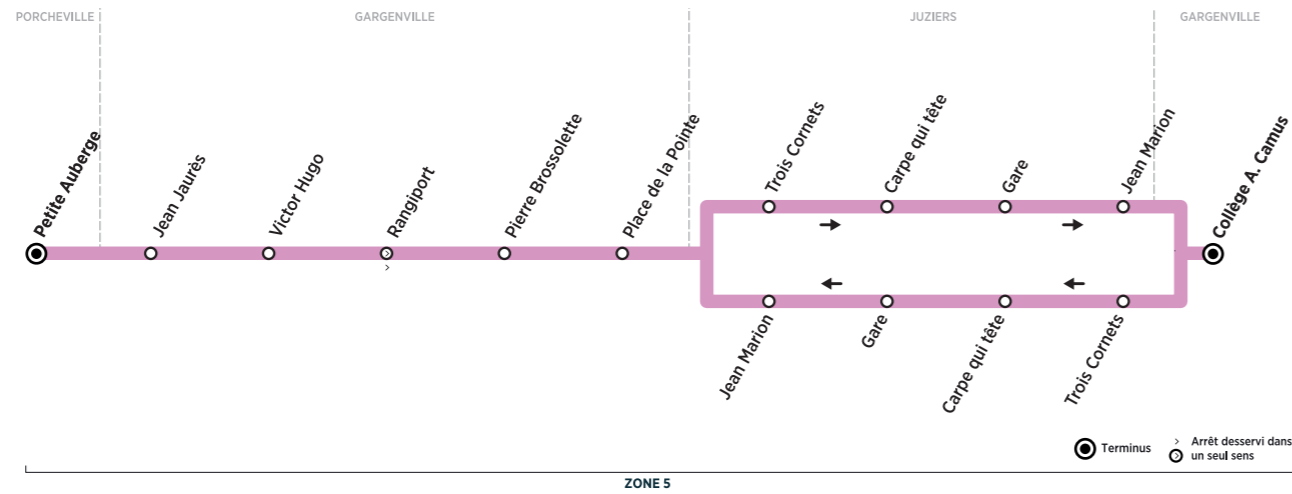 PORCHEVILLE
GARGENVILLE
JUZIERS
GARGENVILLE
Petite Auberge
Jean Jaurès
Victor Hugo
Rangiport
Pierre Brossolette
Place de la Pointe
Trois Cornets
Carpe qui tête
Gare
Jean Marion
Collège A. Camus
Jean Marion
Gare
Carpe qui tête
Trois Cornets
Terminus
Arrêt desservi dans
un seul sens
ZONE 5